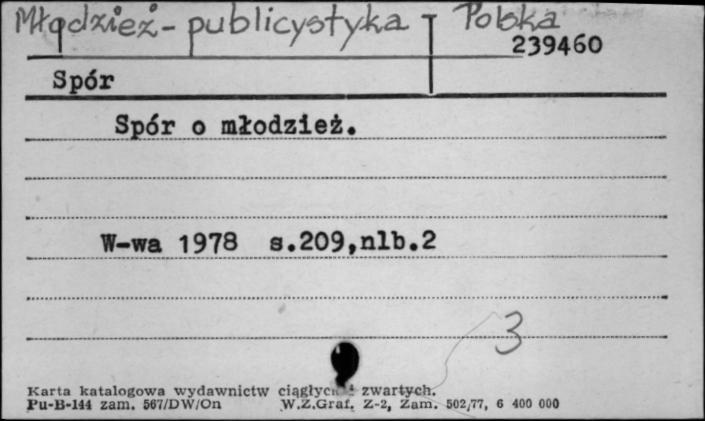 Młodzież - publicystyka - Polska
239460
Spór
Spór o młodzież.
W-wa 1978 s.209,nlb.2
3
Karta katalogowa wydawnictw ciągłych i zwartych.
Pu-B-144 zam. 567/DW/On W.Z.Graf. Z-2, Zam. 502/77, 6 400 000